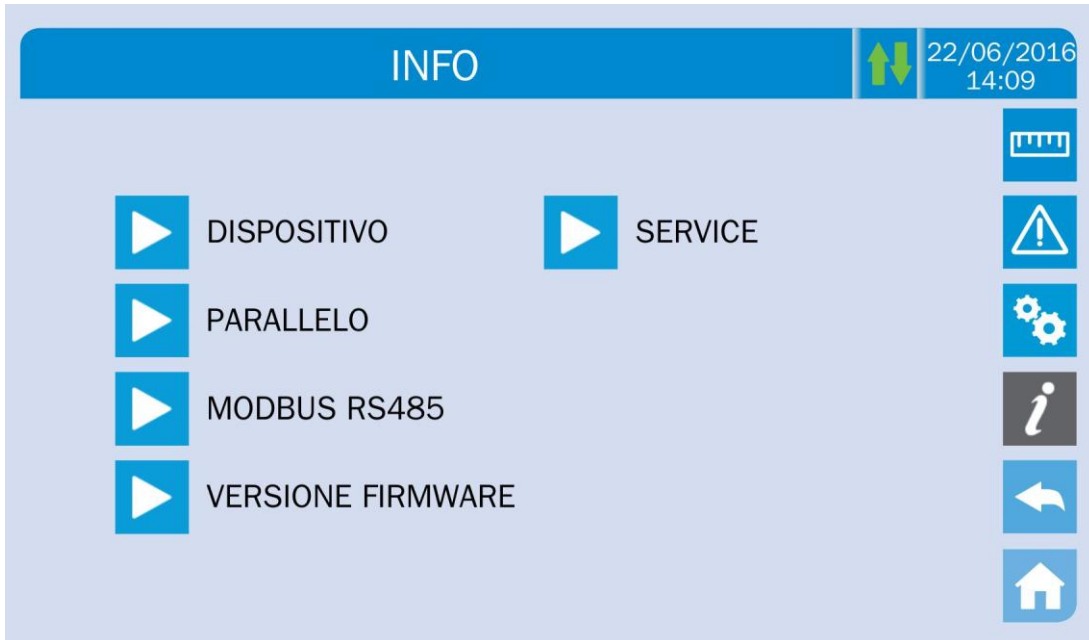 INFO
22/06/2016
14:09
DISPOSITIVO
SERVICE
PARALLELO
MODBUS RS485
VERSIONE FIRMWARE